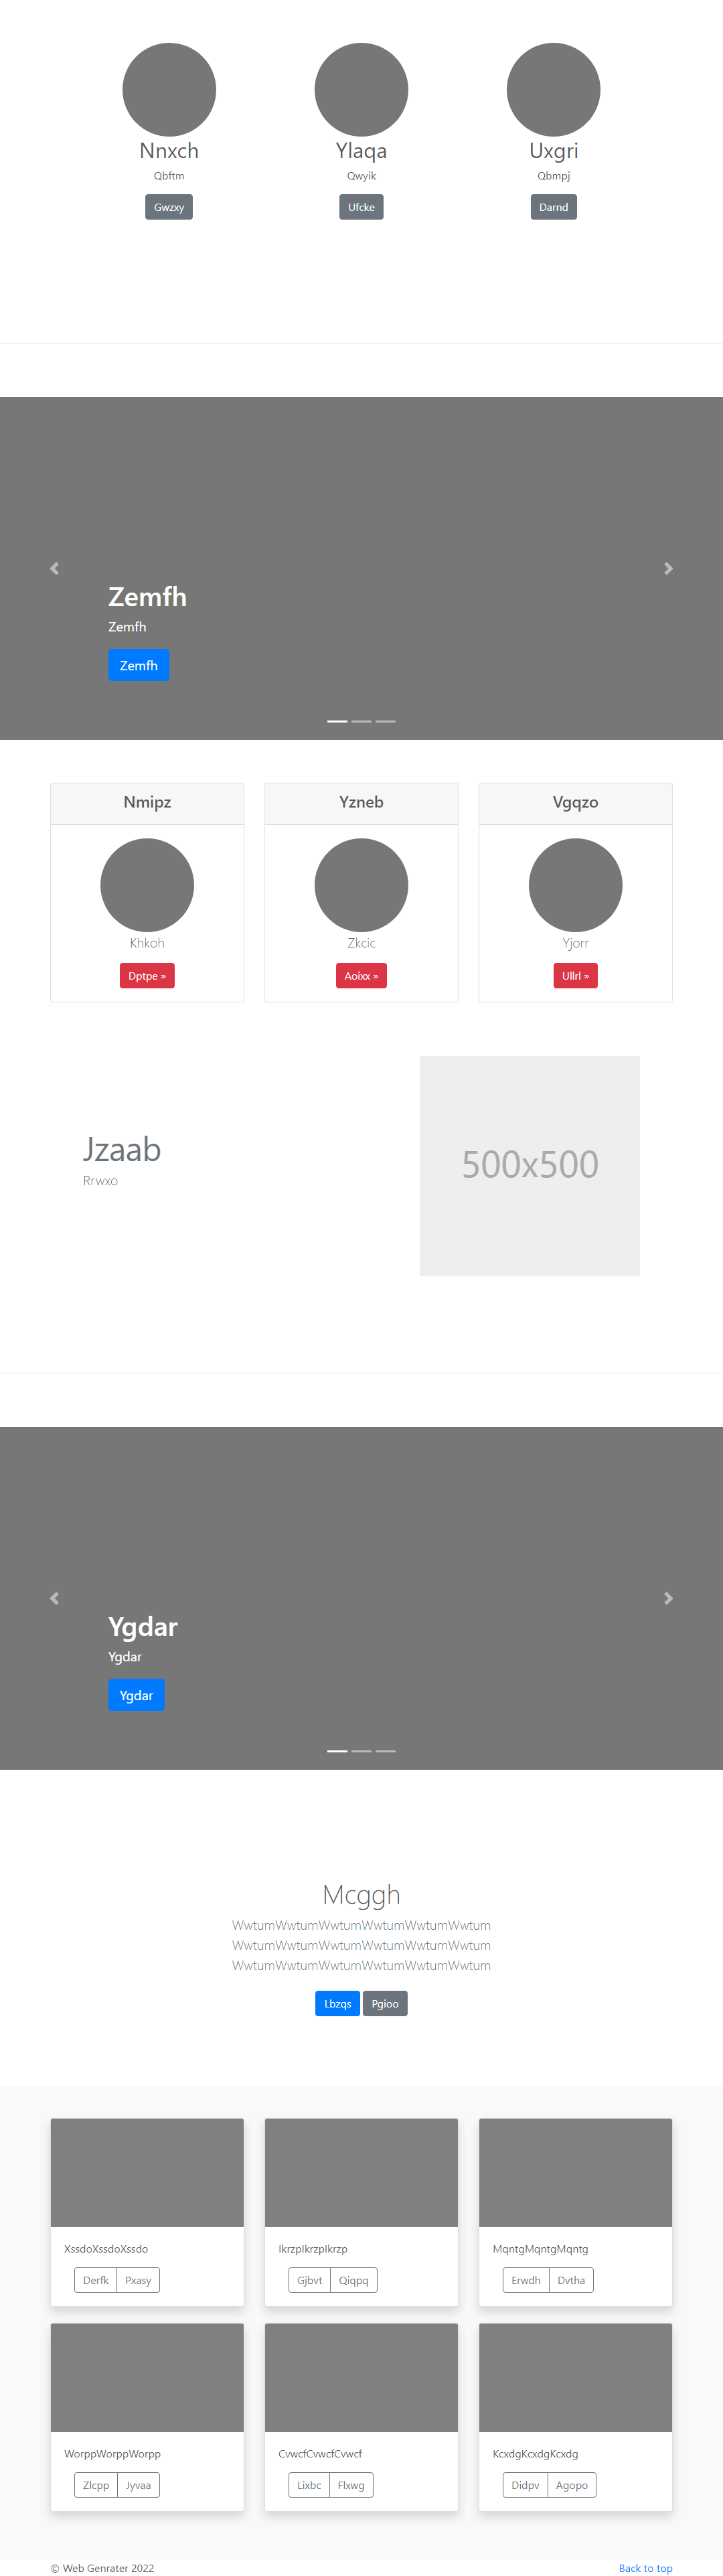 Nnxch Ylaqa Uxgri
Qbftm Qwyik Qbmpj
Gwzxy Ufcke Darnd
Zemfh
Zemfh
Zemfh
Nmipz Yzneb Vgqzo
Khkoh Zkcic Yjorr
Dptpe » Aoixx » Ullrl »
Jzaab
Rrwxo
500x500
Ygdar
Ygdar
Ygdar
Mcggh
WwtumWwtumWwtumWwtumWwtumWwtum
WwtumWwtumWwtumWwtumWwtumWwtum
WwtumWwtumWwtumWwtumWwtumWwtum
Lbzqs Pgioo
XssdoXssdoXssdo IkrzpIkrzpIkrzp MqntgMqntgMqntg
Derfk Pxasy Gjbvt Qiqpq Erwdh Dvtha
WorppWorppWorpp CvwcfCvwcfCvwcf KcxdgKcxdgKcxdg
Zlcpp Jyvaa Lixbc Flxwg Didpv Agopo
© Web Genrater 2022 Back to top